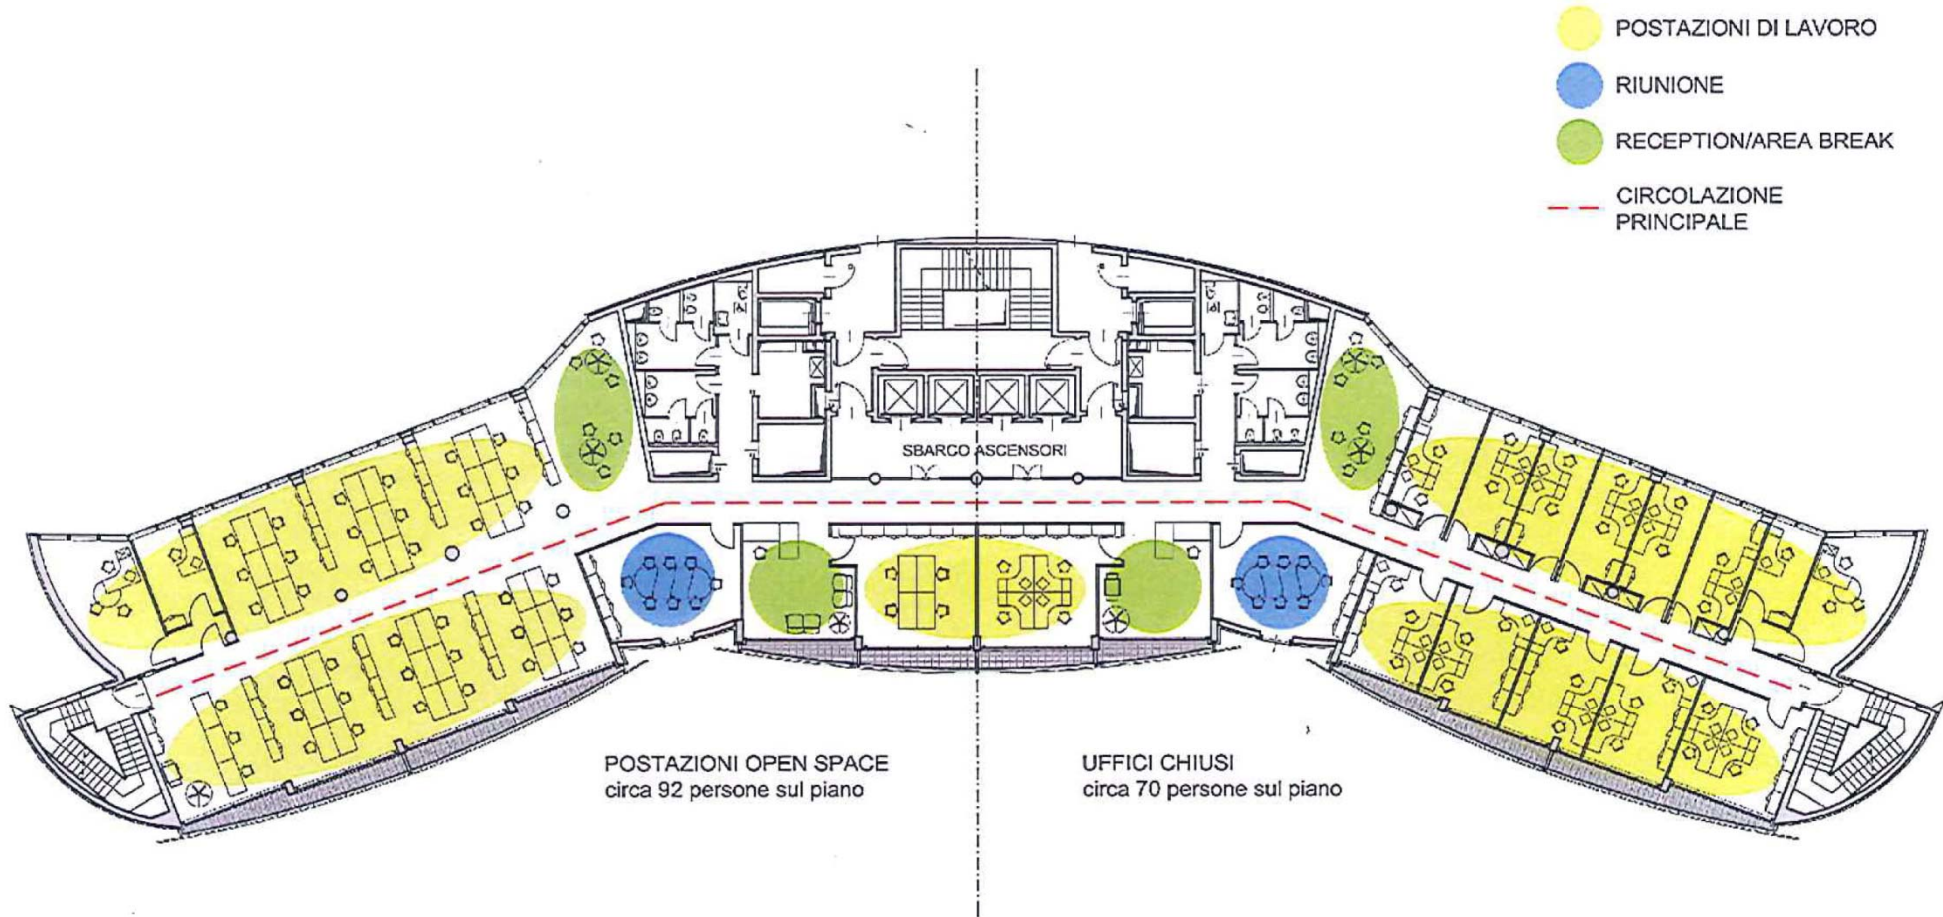 POSTAZIONI DI LAVORO
RIUNIONE
RECEPTION/AREA BREAK
CIRCOLAZIONE
PRINCIPALE
SBARCO ASCENSORI
POSTAZIONI OPEN SPACE
circa 92 persone sul piano
UFFICI CHIUSI
circa 70 persone sul piano